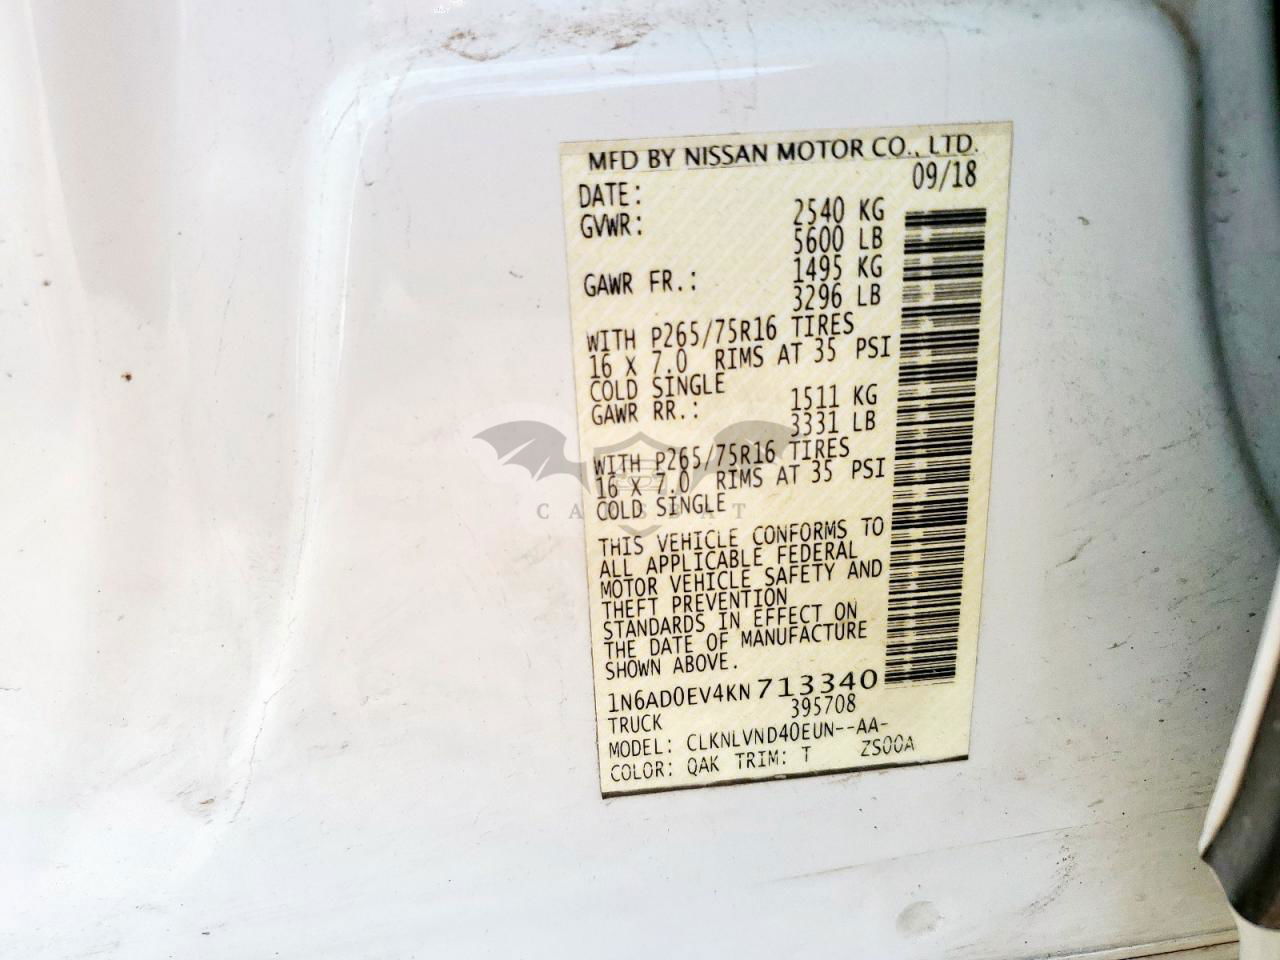 MFD BY NISSAN MOTOR CO., LTD.
DATE: 09/18
GVWR: 2540 KG
5600 LB
GAWR FR.: 1495 KG
3296 LB
WITH P265/75R16 TIRES
16 X 7.0 RIMS AT 35 PSI
COLD SINGLE
GAWR RR.: 1511 KG
3331 LB
WITH P265/75R16 TIRES
16 X 7.0 RIMS AT 35 PSI
COLD SINGLE
CARSBAT
THIS VEHICLE CONFORMS TO
ALL APPLICABLE FEDERAL
MOTOR VEHICLE SAFETY AND
THEFT PREVENTION
STANDARDS IN EFFECT ON
THE DATE OF MANUFACTURE
SHOWN ABOVE.
1N6AD0EV4KN713340
TRUCK 395708
MODEL: CLKNLVND40EUN--AA-
COLOR: QAK TRIM: T ZS00A